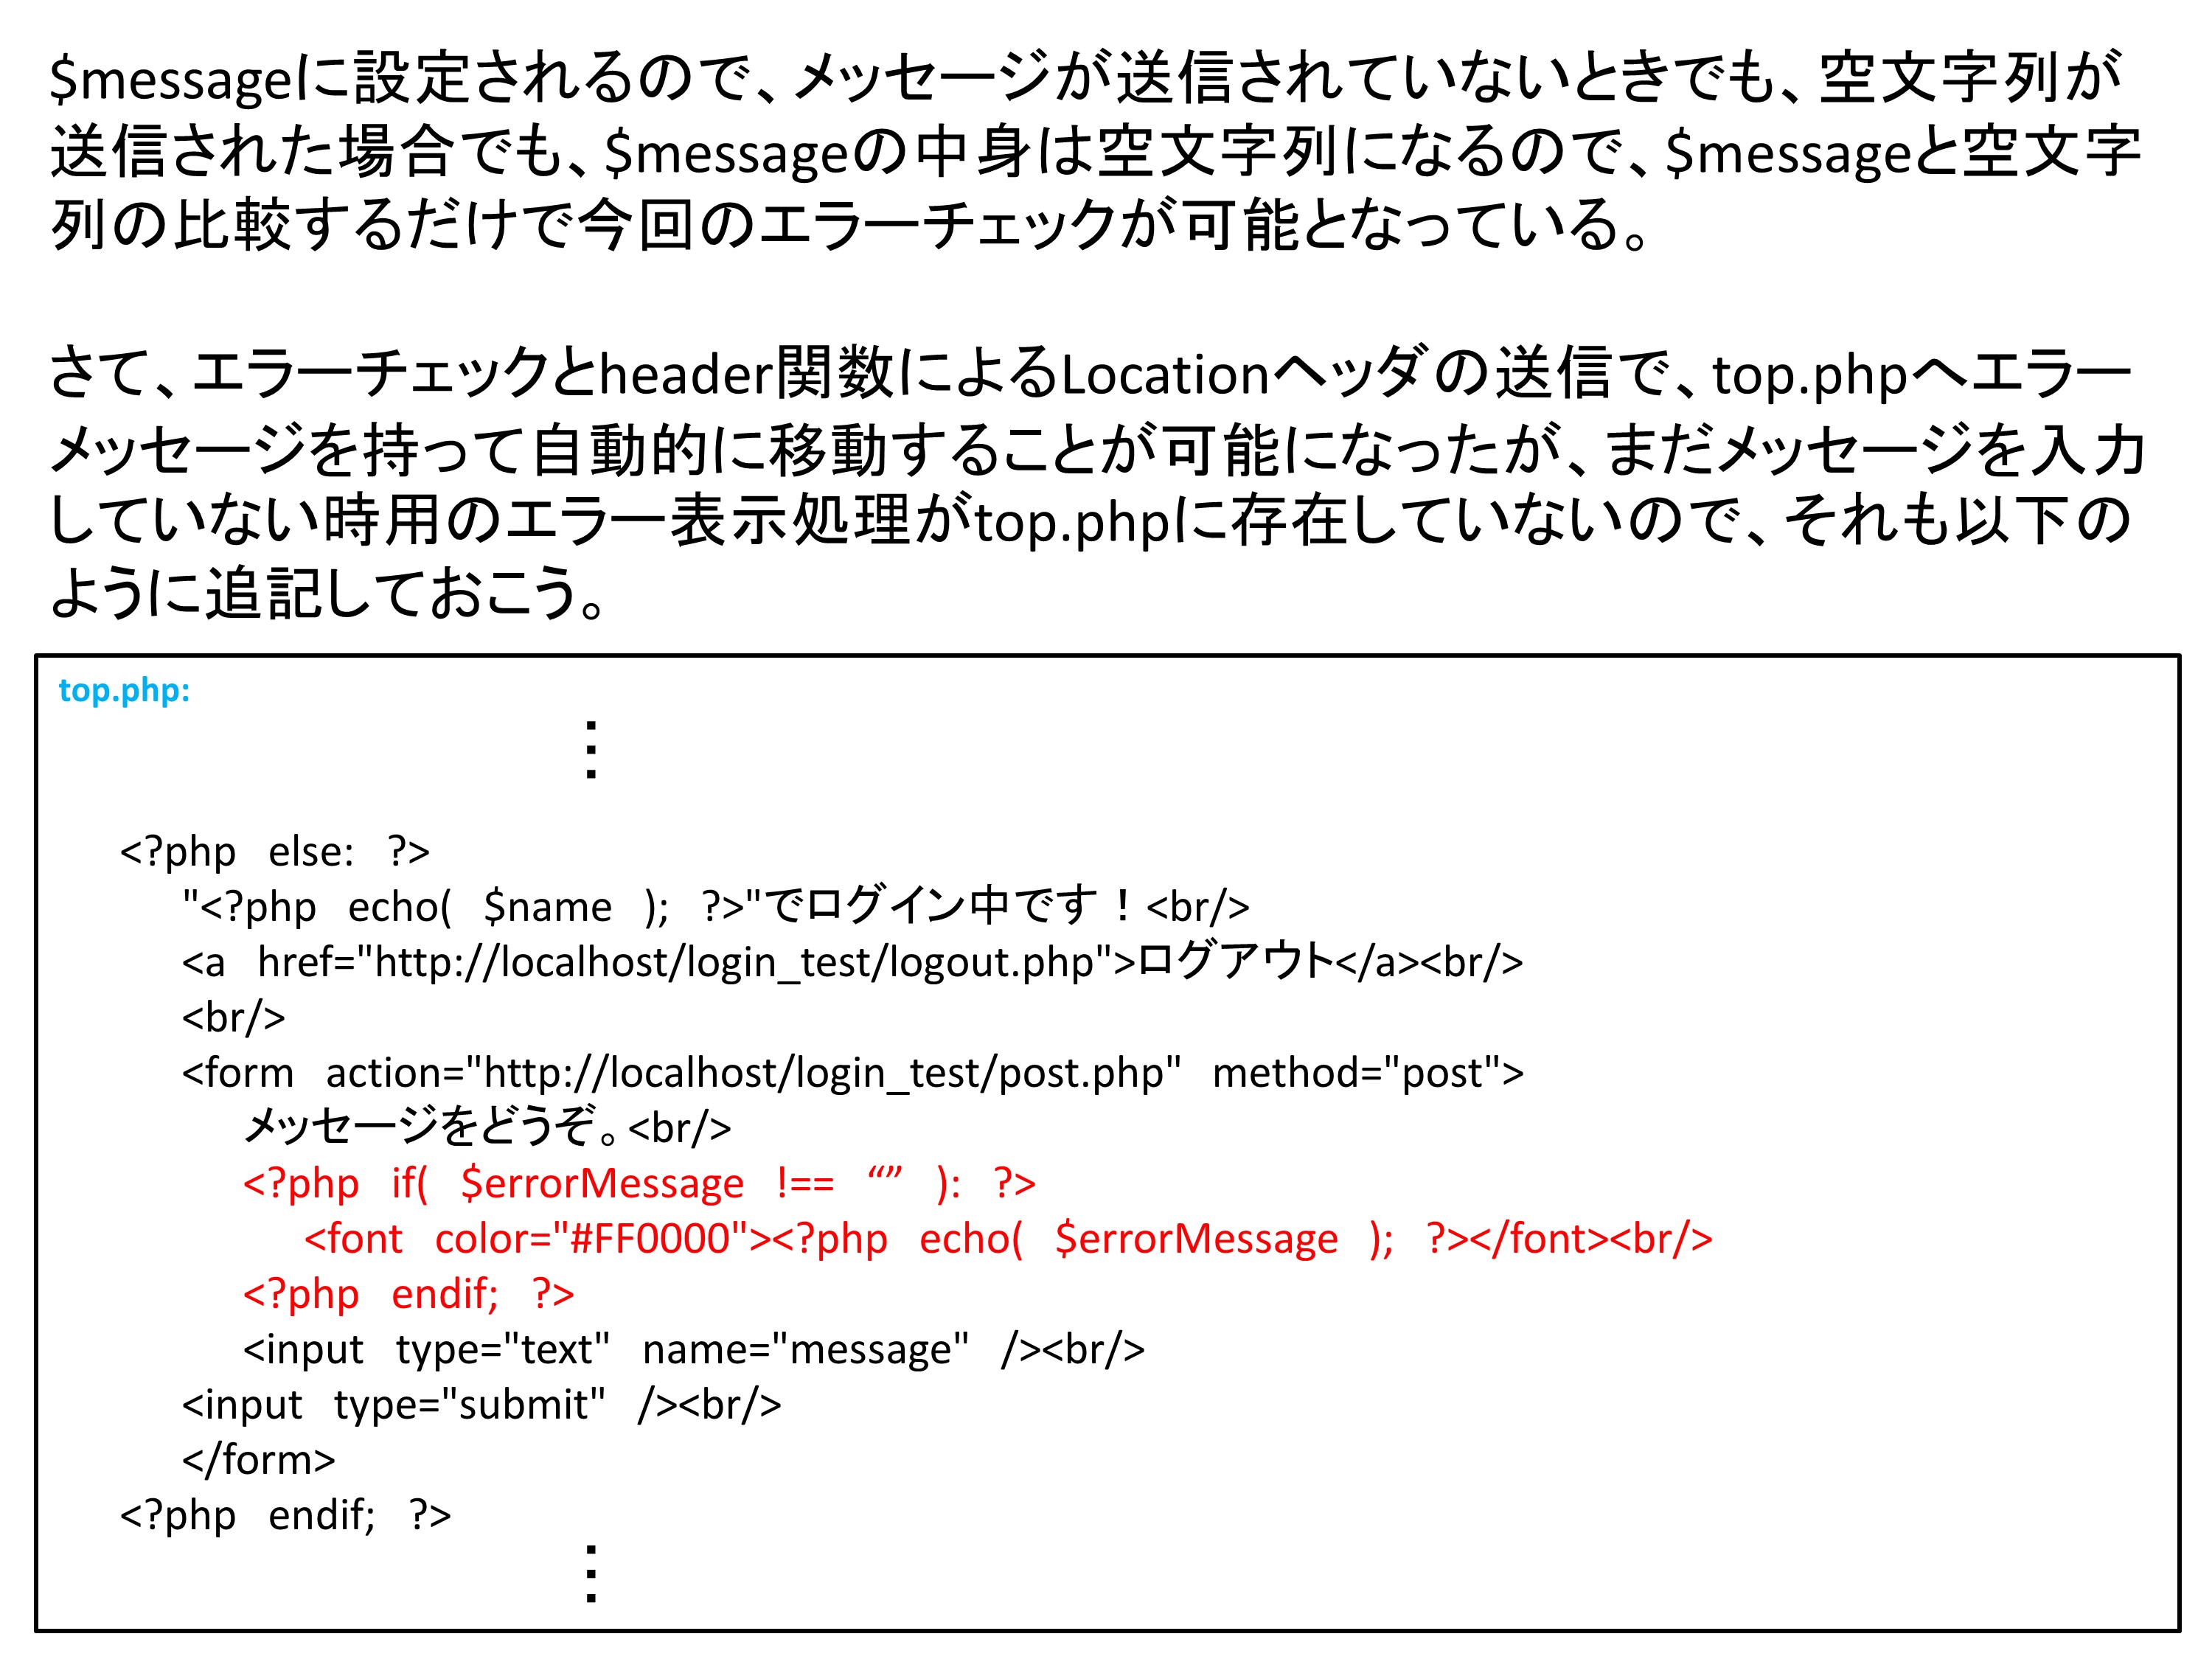 $messageに設定されるので、メッセージが送信されていないときでも、空文字列が
送信された場合でも、$messageの中身は空文字列になるので、$messageと空文字
列の比較するだけで今回のエラーチェックが可能となっている。
さて、エラーチェックとheader関数によるLocationヘッダの送信で、top.phpへエラー
メッセージを持って自動的に移動することが可能になったが、まだメッセージを入力
していない時用のエラー表示処理がtop.phpに存在していないので、それも以下の
ように追記しておこう。
top.php:
⋮
<?php else: ?>
"<?php echo( $name ); ?>"でログイン中です！<br/>
<a href="http://localhost/login_test/logout.php">ログアウト</a><br/>
<br/>
<form action="http://localhost/login_test/post.php" method="post">
メッセージをどうぞ。<br/>
<?php if( $errorMessage !== “” ): ?>
<font color="#FF0000"><?php echo( $errorMessage ); ?></font><br/>
<?php endif; ?>
<input type="text" name="message" /><br/>
<input type="submit" /><br/>
</form>
<?php endif; ?>
⋮